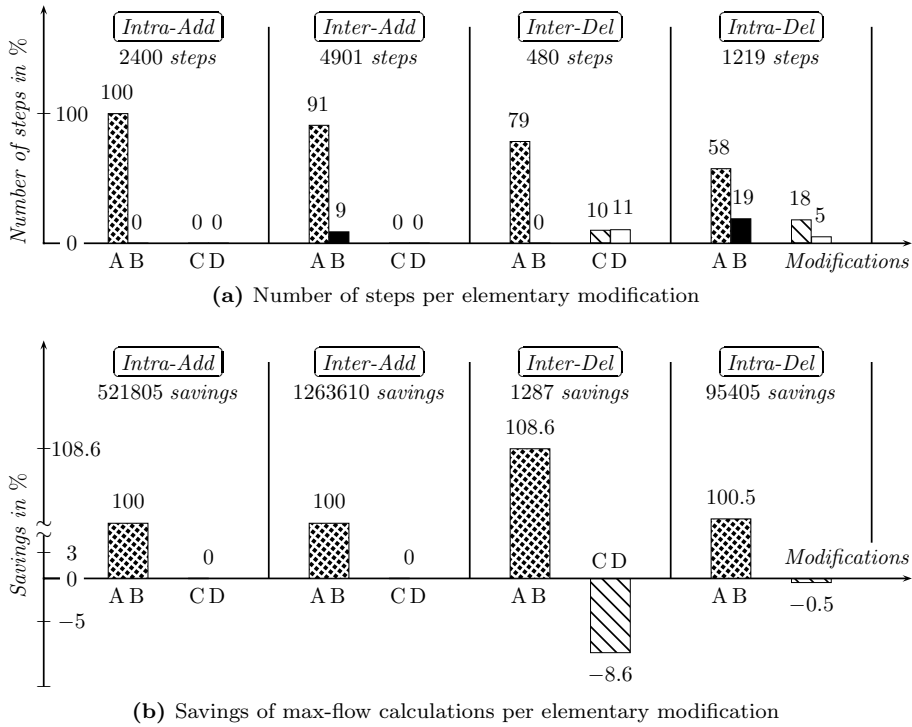 Intra-Add Inter-Add Inter-Del Intra-Del
2400 steps 4901 steps 480 steps 1219 steps
Number of steps in %
100
0
100 0 0 0
91 9 0 0
79 0 10 11
58 19 18 5
A B C D A B C D A B C D A B Modifications
(a) Number of steps per elementary modification
Intra-Add Inter-Add Inter-Del Intra-Del
521805 savings 1263610 savings 1287 savings 95405 savings
Savings in %
108.6
3
0
−5
100 0
100 0
108.6 −8.6
100.5 −0.5
A B C D A B C D A B C D A B Modifications
(b) Savings of max-flow calculations per elementary modification